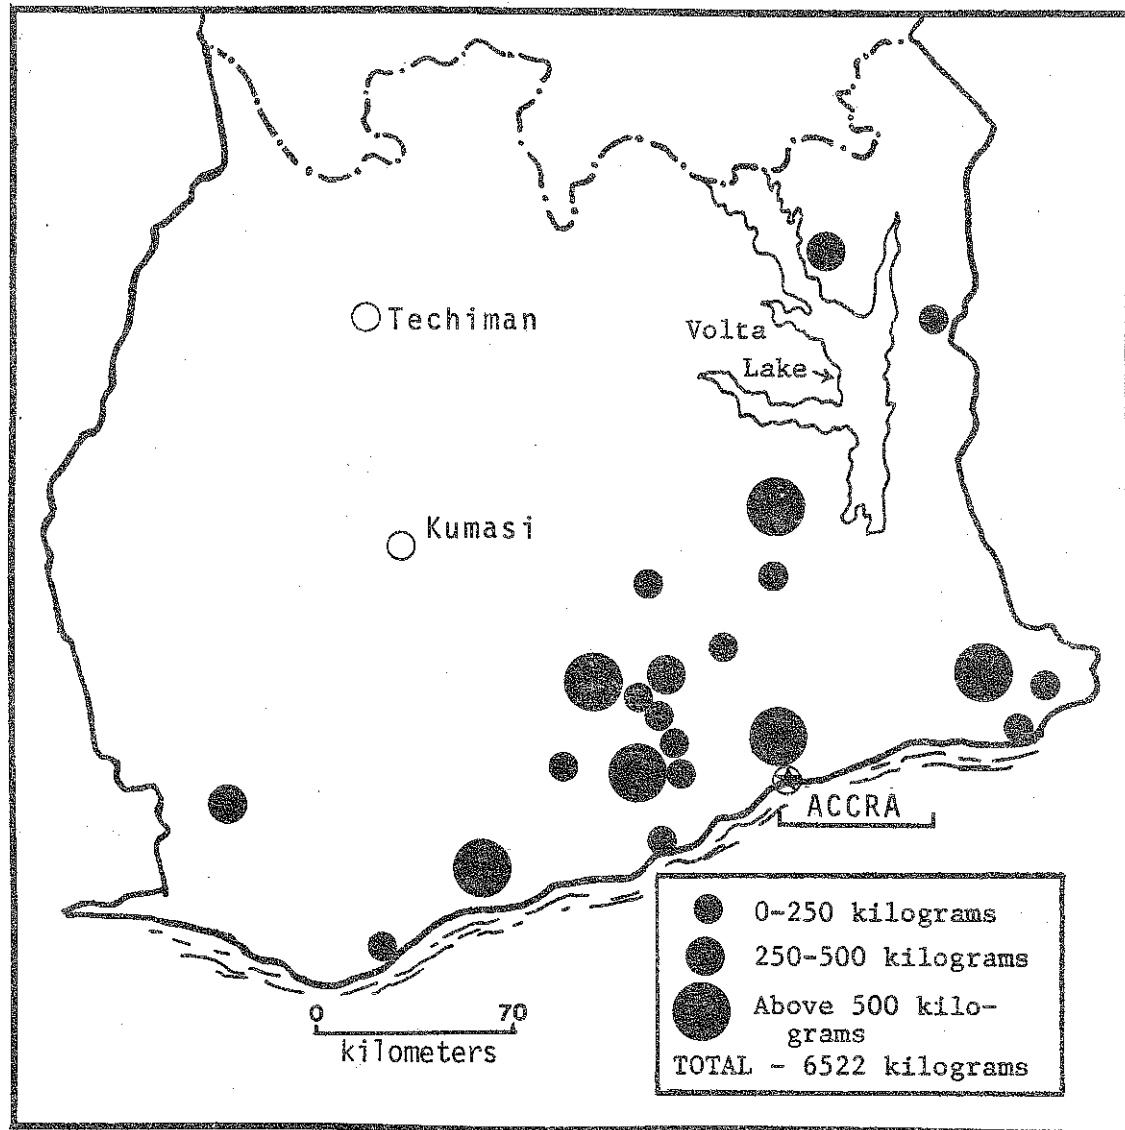 Techiman
Volta
Lake
Kumasi
ACCRA
0-250 kilograms
250-500 kilograms
Above 500 kilo-
grams
TOTAL - 6522 kilograms
0 70
kilometers